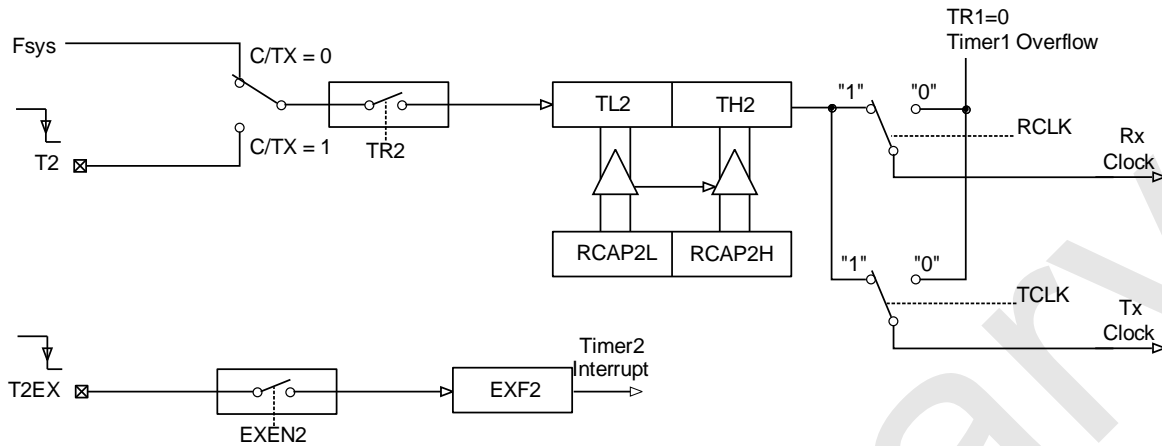 TR1=0
Timer1 Overflow
Fsys
C/TX = 0
TL2
TH2
"1"
"0"
RCLK
Rx
Clock
T2
C/TX = 1
TR2
RCAP2L
RCAP2H
"1"
"0"
TCLK
Tx
Clock
Timer2
Interrupt
T2EX
EXF2
EXEN2